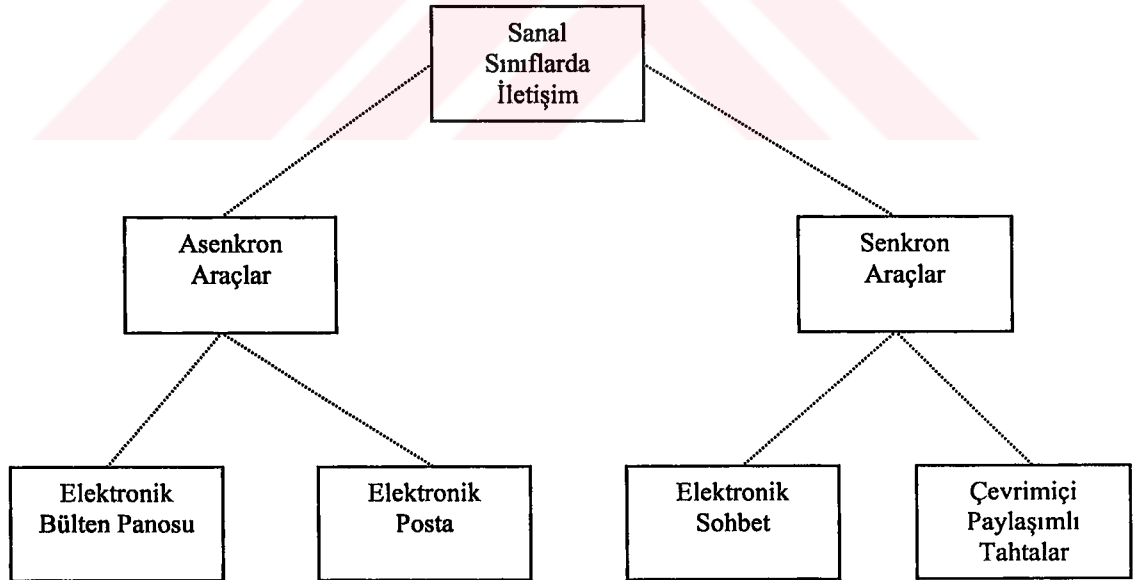 Sanal
Sınıflarda
İletişim
Asenkron
Araçlar
Senkron
Araçlar
Elektronik
Bülten Panosu
Elektronik
Posta
Elektronik
Sohbet
Çevrimiçi
Paylaşımlı
Tahtalar